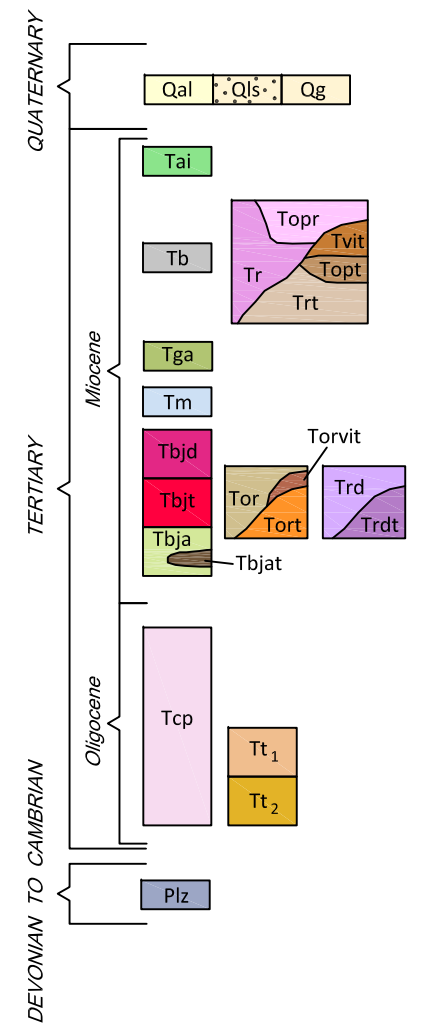 QUATERNARY
Qal Qls Qg
TERTIARY
Miocene
Tai
Tb
Topr
Tvit
Tr
Topt
Trt
Tga
Tm
Torvit
Tbjd
Tbjt
Tor
Tort
Trd
Trdt
Tbja
Tbjat
Oligocene
Tcp
Tt1
Tt2
DEVONIAN TO CAMBRIAN
Plz